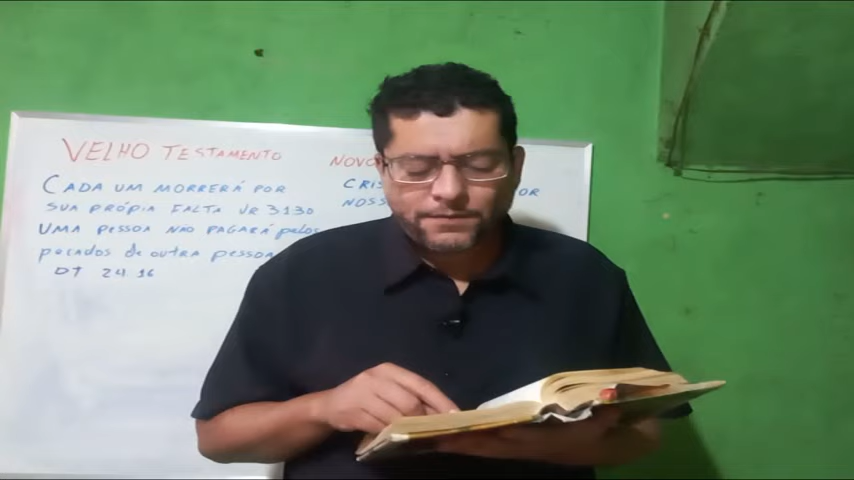 VELHO TESTAMENTO
CADA UM MORRERÁ POR
SUA PRÓPIA FALTA JR 31 30
UMA PESSOA NÃO PAGARÁ pelos
pecados de OUTRA PESSOA
DT 24 16
NOVO
CRIS
NOSS
OR